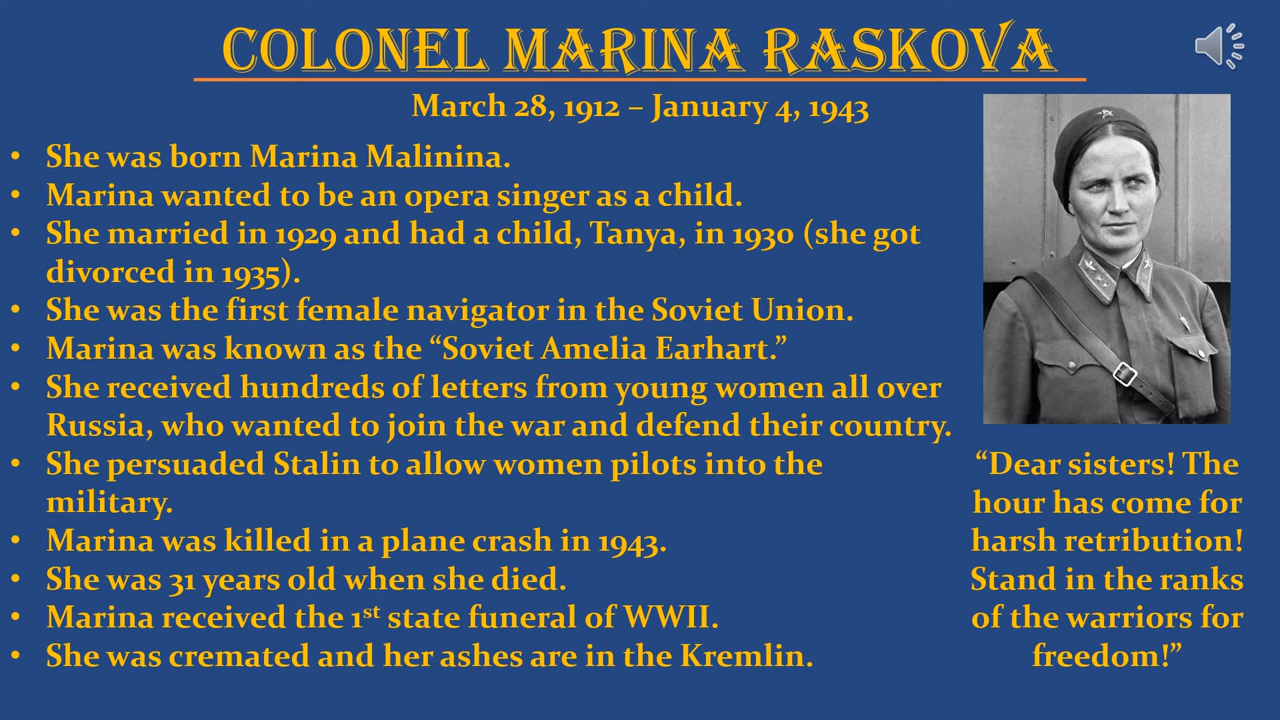 COLONEL MARINA RASKOVA
March 28, 1912 – January 4, 1943
• She was born Marina Malinina.
• Marina wanted to be an opera singer as a child.
• She married in 1929 and had a child, Tanya, in 1930 (she got
divorced in 1935).
• She was the first female navigator in the Soviet Union.
• Marina was known as the “Soviet Amelia Earhart.”
• She received hundreds of letters from young women all over
Russia, who wanted to join the war and defend their country.
• She persuaded Stalin to allow women pilots into the
military.
• Marina was killed in a plane crash in 1943.
• She was 31 years old when she died.
• Marina received the 1st state funeral of WWII.
• She was cremated and her ashes are in the Kremlin.
“Dear sisters! The
hour has come for
harsh retribution!
Stand in the ranks
of the warriors for
freedom!”